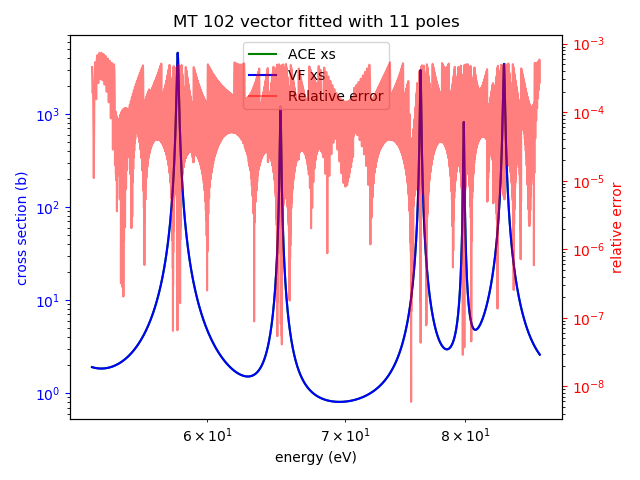 MT 102 vector fitted with 11 poles
ACE xs
VF xs
Relative error
cross section (b)
10³
10²
10¹
10⁰
10⁻³
10⁻⁴
10⁻⁵
10⁻⁶
10⁻⁷
10⁻⁸
relative error
6 × 10¹
7 × 10¹
8 × 10¹
energy (eV)